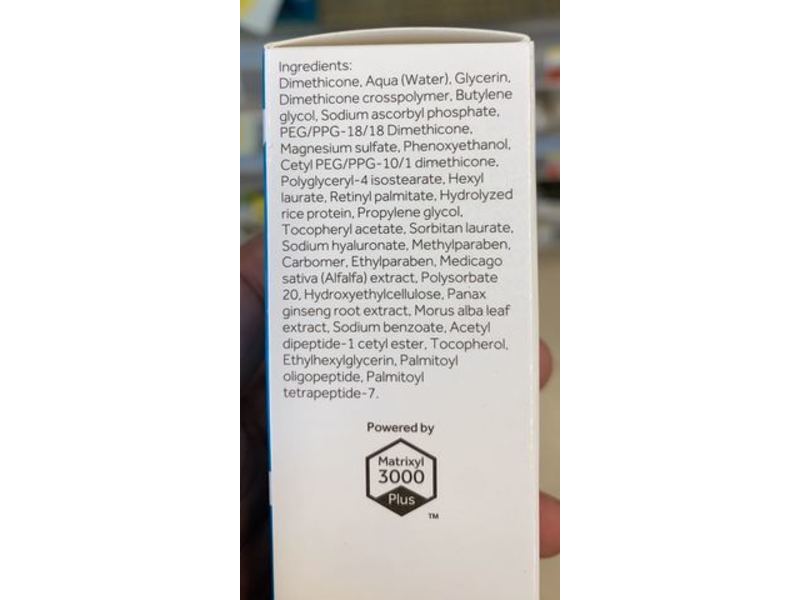 Ingredients:
Dimethicone, Aqua (Water), Glycerin,
Dimethicone crosspolymer, Butylene
glycol, Sodium ascorbyl phosphate,
PEG/PPG-18/18 Dimethicone,
Magnesium sulfate, Phenoxyethanol,
Cetyl PEG/PPG-10/1 dimethicone,
Polyglyceryl-4 isostearate, Hexyl
laurate, Retinyl palmitate, Hydrolyzed
rice protein, Propylene glycol,
Tocopheryl acetate, Sorbitan laurate,
Sodium hyaluronate, Methylparaben,
Carbomer, Ethylparaben, Medicago
sativa (Alfalfa) extract, Polysorbate
20, Hydroxyethylcellulose, Panax
ginseng root extract, Morus alba leaf
extract, Sodium benzoate, Acetyl
dipeptide-1 cetyl ester, Tocopherol,
Ethylhexylglycerin, Palmitoyl
oligopeptide, Palmitoyl
tetrapeptide-7.
Powered by
Matrixyl
3000
Plus
TM